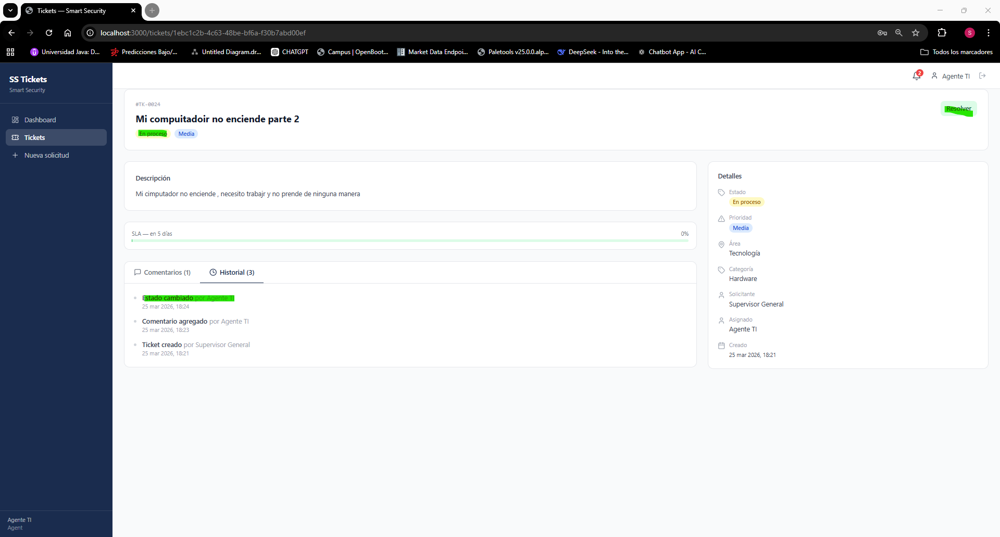 Tickets — Smart Security
localhost:3000/tickets/1ebc1c2b-4c63-48be-bf6a-f30b7abd00ef
S
Universidad Java: D...
Predicciones Bajo/...
Untitled Diagram.dr...
CHATGPT
Campus | OpenBoot...
Market Data Endpoi...
Paletools v25.0.0.alp...
DeepSeek - Into the...
Chatbot App - AI C...
Todos los marcadores
SS Tickets
Smart Security
Dashboard
Tickets
Nueva solicitud
Agente TI
Agent
2
Agente TI
#TK-0024
Mi compuitadoir no enciende parte 2
En proceso
Media
Resolver
Descripción
Mi cimputador no enciende , necesito trabajr y no prende de ninguna manera
SLA — en 5 días
0%
Comentarios (1)
Historial (3)
Estado cambiado por Agente TI
25 mar 2026, 18:24
Comentario agregado por Agente TI
25 mar 2026, 18:23
Ticket creado por Supervisor General
25 mar 2026, 18:21
Detalles
Estado
En proceso
Prioridad
Media
Área
Tecnología
Categoría
Hardware
Solicitante
Supervisor General
Asignado
Agente TI
Creado
25 mar 2026, 18:21